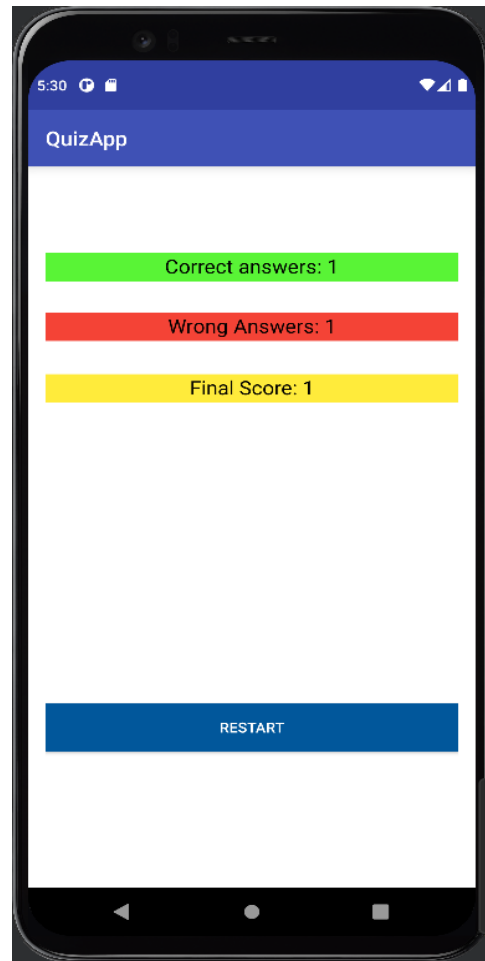 5:30
QuizApp
Correct answers: 1
Wrong Answers: 1
Final Score: 1
RESTART